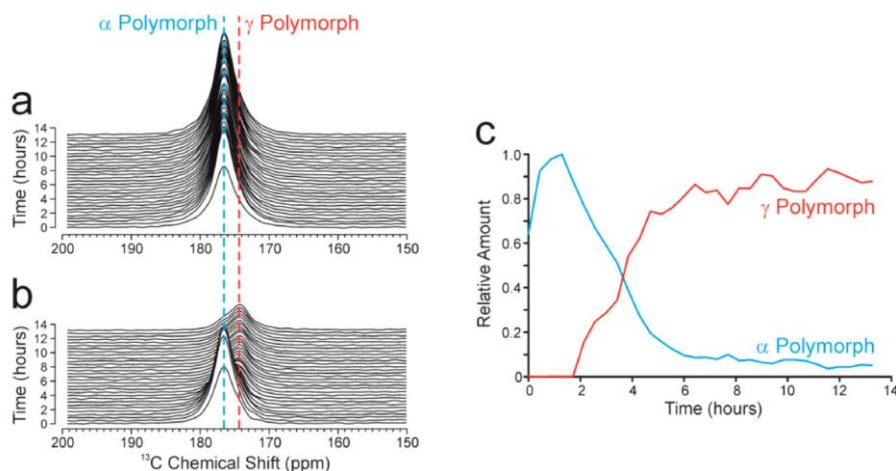 α Polymorph
γ Polymorph
a
Time (hours)
14
12
10
8
6
4
2
0
200 190 180 170 160 150
b
Time (hours)
14
12
10
8
6
4
2
0
200 190 180 170 160 150
¹³C Chemical Shift (ppm)
c
Relative Amount
1.0
0.8
0.6
0.4
0.2
0
γ Polymorph
α Polymorph
0 2 4 6 8 10 12 14
Time (hours)